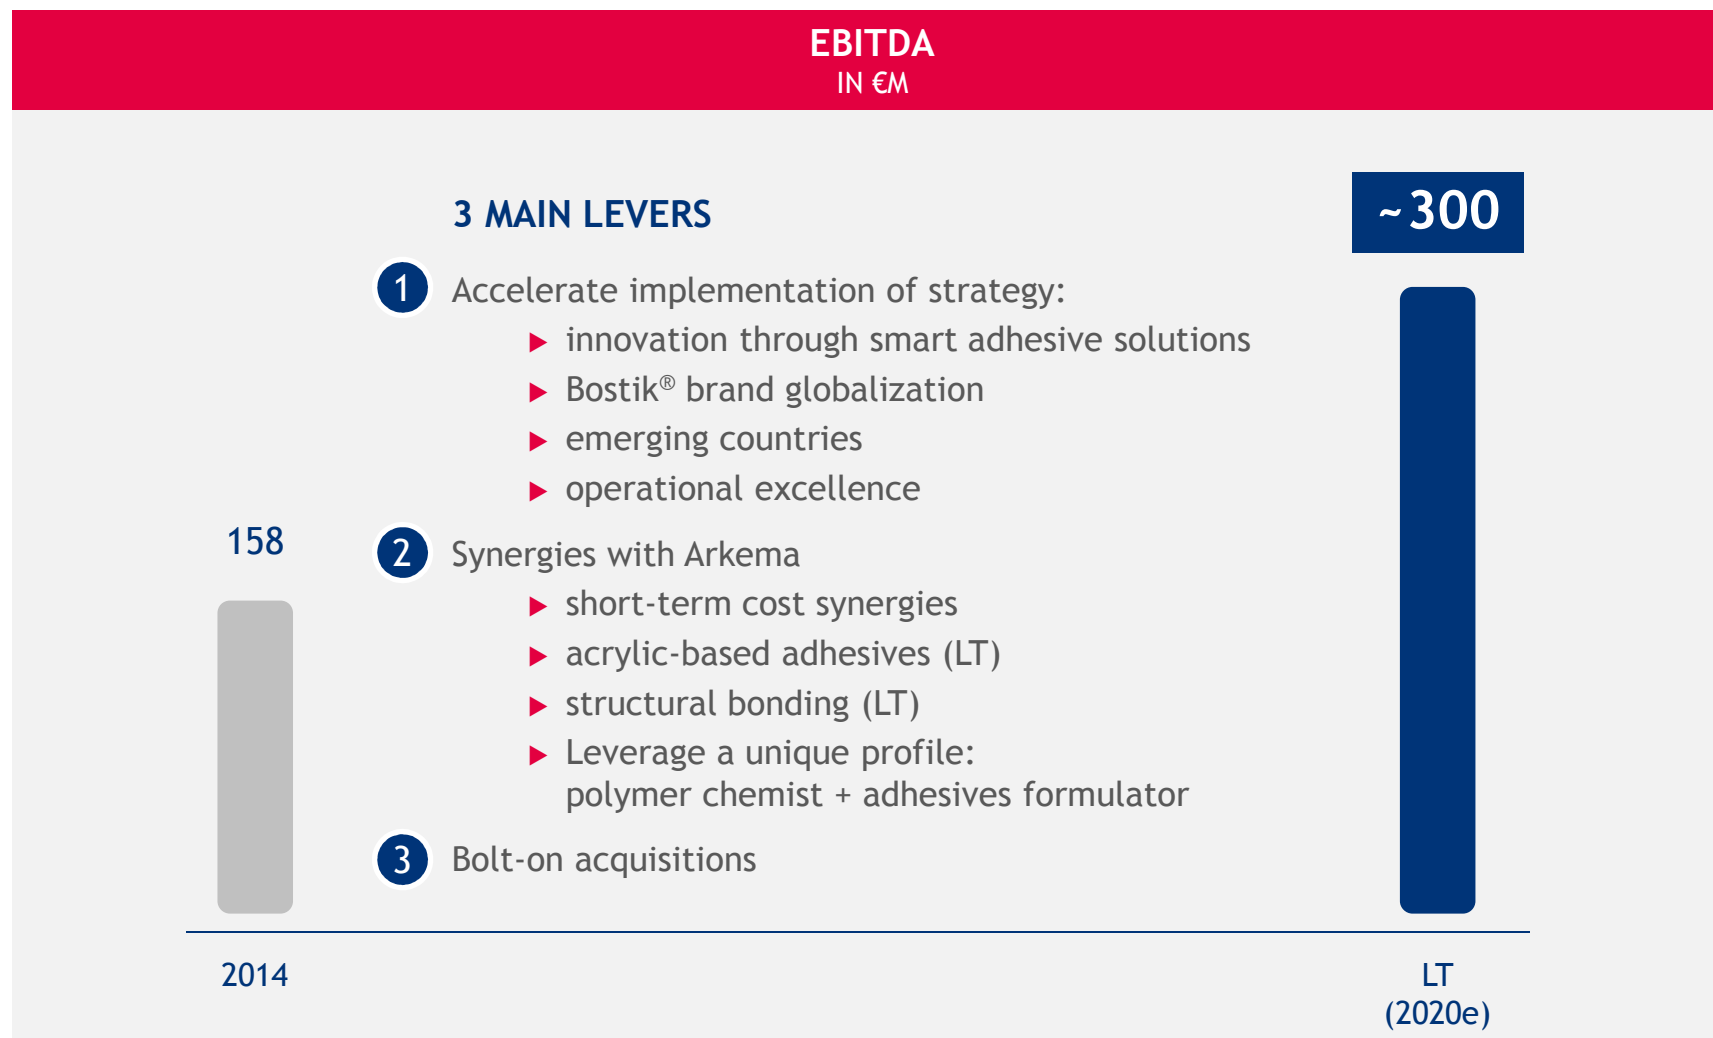 EBITDA
IN €M
3 MAIN LEVERS
~300
1 Accelerate implementation of strategy:
▶ innovation through smart adhesive solutions
▶ Bostik® brand globalization
▶ emerging countries
▶ operational excellence
158
2 Synergies with Arkema
▶ short-term cost synergies
▶ acrylic-based adhesives (LT)
▶ structural bonding (LT)
▶ Leverage a unique profile:
polymer chemist + adhesives formulator
3 Bolt-on acquisitions
2014
LT
(2020e)